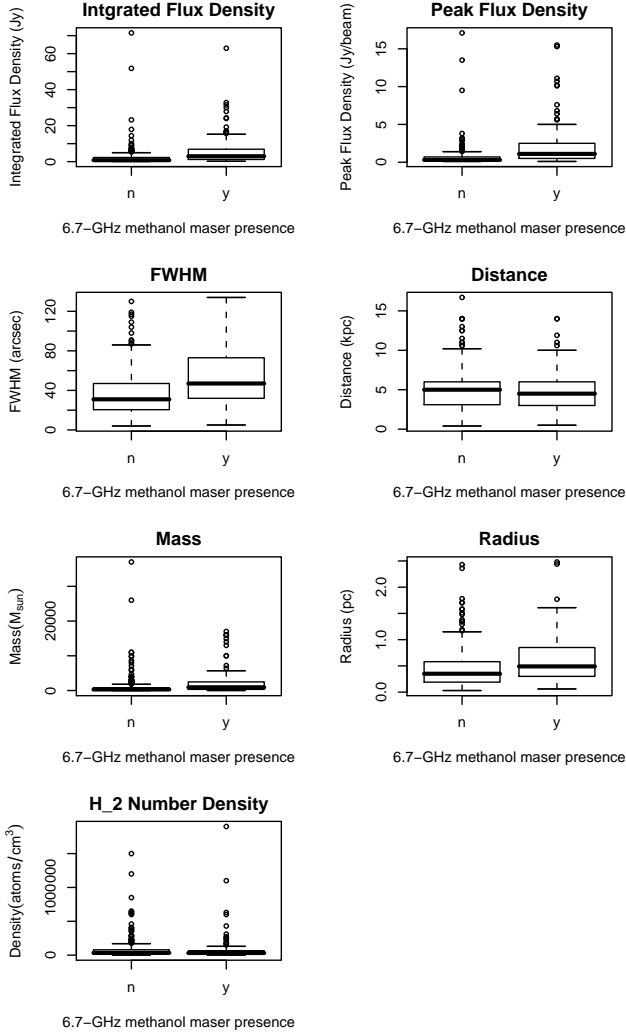 Intgrated Flux Density
Integrated Flux Density (Jy)
0 20 40 60
n y
6.7−GHz methanol maser presence
Peak Flux Density
Peak Flux Density (Jy/beam)
0 5 10 15
n y
6.7−GHz methanol maser presence
FWHM
FWHM (arcsec)
0 40 80 120
n y
6.7−GHz methanol maser presence
Distance
Distance (kpc)
0 5 10 15
n y
6.7−GHz methanol maser presence
Mass
Mass(M_sun)
0 20000
n y
6.7−GHz methanol maser presence
Radius
Radius (pc)
0.0 1.0 2.0
n y
6.7−GHz methanol maser presence
H_2 Number Density
Density(atoms/cm³)
0 1000000
n y
6.7−GHz methanol maser presence